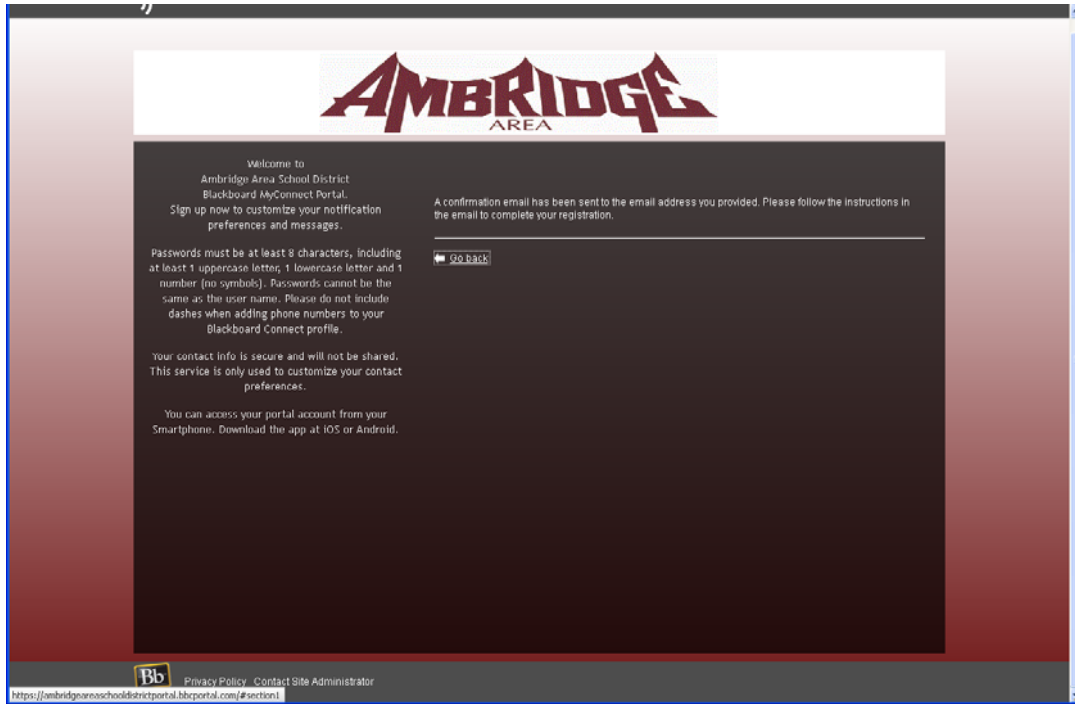 AMBRIDGE
AREA
Welcome to
Ambridge Area School District
Blackboard MyConnect Portal.
Sign up now to customize your notification
preferences and messages.
Passwords must be at least 8 characters, including
at least 1 uppercase letter, 1 lowercase letter and 1
number (no symbols). Passwords cannot be the
same as the user name. Please do not include
dashes when adding phone numbers to your
Blackboard Connect profile.
Your contact info is secure and will not be shared.
This service is only used to customize your contact
preferences.
You can access your portal account from your
Smartphone. Download the app at iOS or Android.
A confirmation email has been sent to the email address you provided. Please follow the instructions in
the email to complete your registration.
Go back
Bb
Privacy Policy Contact Site Administrator
https://ambridgeareaschooldistrictportal.bbcportal.com/#section1